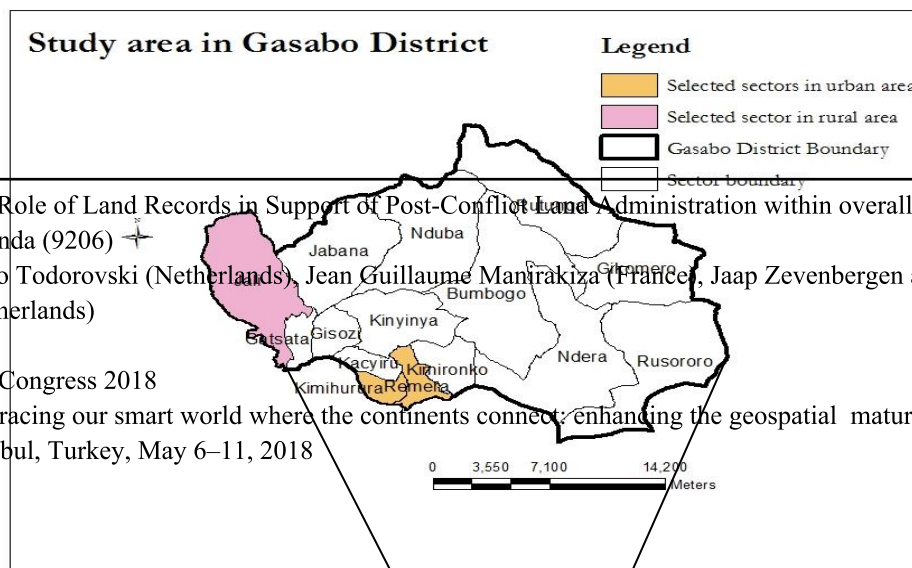 Study area in Gasabo District
Legend
Selected sectors in urban area
Selected sector in rural area
Gasabo District Boundary
Sector boundary
Role of Land Records in Support of Post-Conflict Land Administration within overall
nda (9206)
o Todorovski (Netherlands), Jean Guillaume Manirakiza (France), Jaap Zevenbergen a
herlands)
Congress 2018
racing our smart world where the continents connect: enhancing the geospatial matur
bul, Turkey, May 6–11, 2018
Nduba
Jabana
Gikomero
Jali
Bumbogo
Kinyinya
Gatsata
Gisozi
Ndera
Rusororo
Kacyiru
Kimironko
Kimihurura
Remera
0 3,550 7,100 14,200
Meters